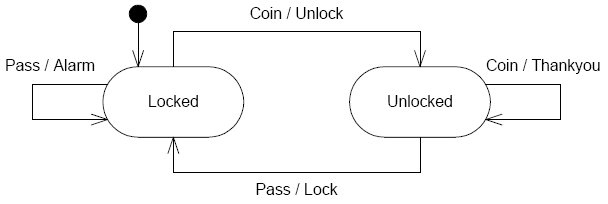 Coin / Unlock
Pass / Alarm
Coin / Thankyou
Locked
Unlocked
Pass / Lock